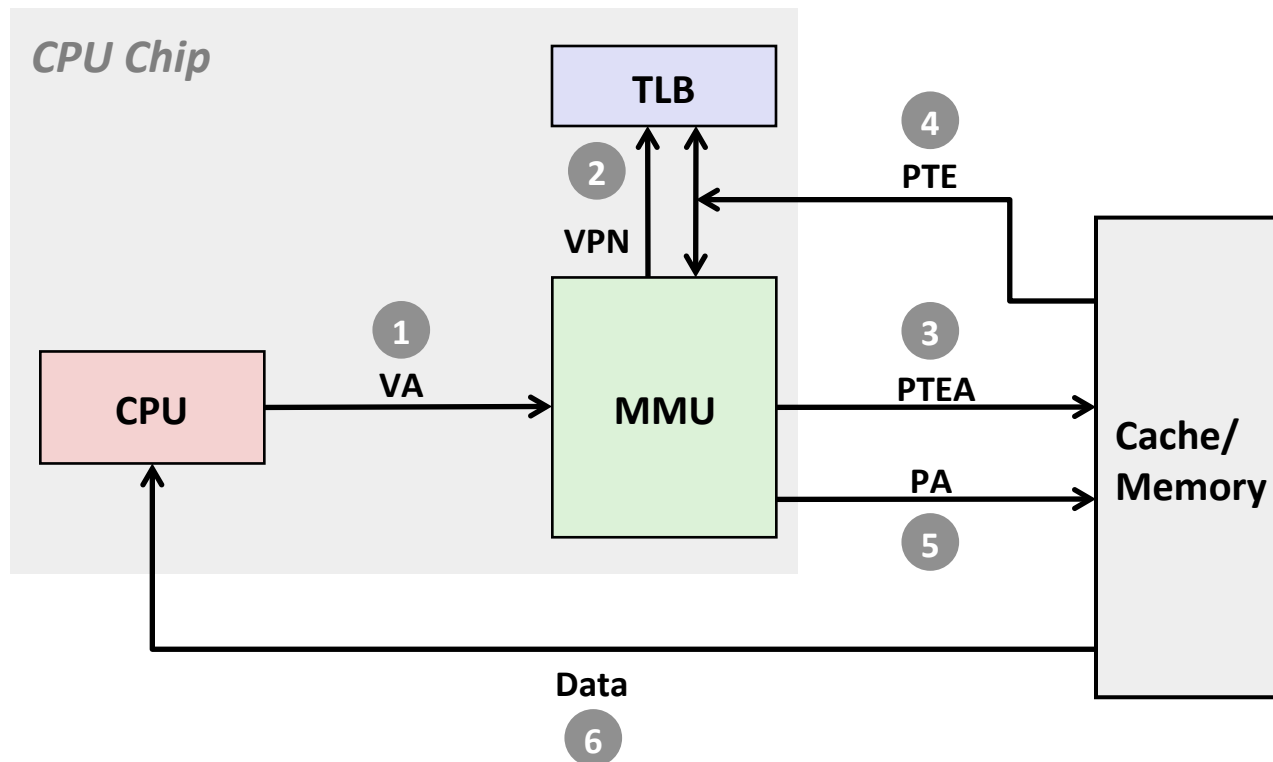 CPU Chip
TLB
4
2
PTE
VPN
1
3
VA
PTEA
CPU
MMU
Cache/
Memory
PA
5
Data
6